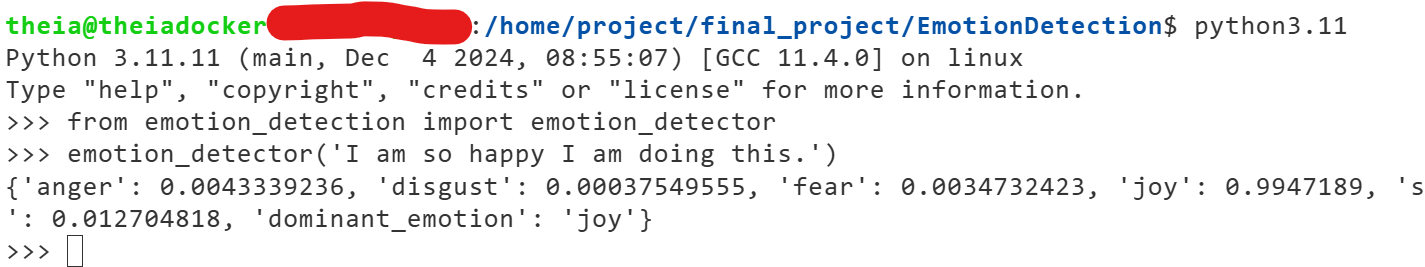 theia@theiadocker :/home/project/final_project/EmotionDetection$ python3.11
Python 3.11.11 (main, Dec  4 2024, 08:55:07) [GCC 11.4.0] on linux
Type "help", "copyright", "credits" or "license" for more information.
>>> from emotion_detection import emotion_detector
>>> emotion_detector('I am so happy I am doing this.')
{'anger': 0.0043339236, 'disgust': 0.00037549555, 'fear': 0.0034732423, 'joy': 0.9947189, 's
': 0.012704818, 'dominant_emotion': 'joy'}
>>>